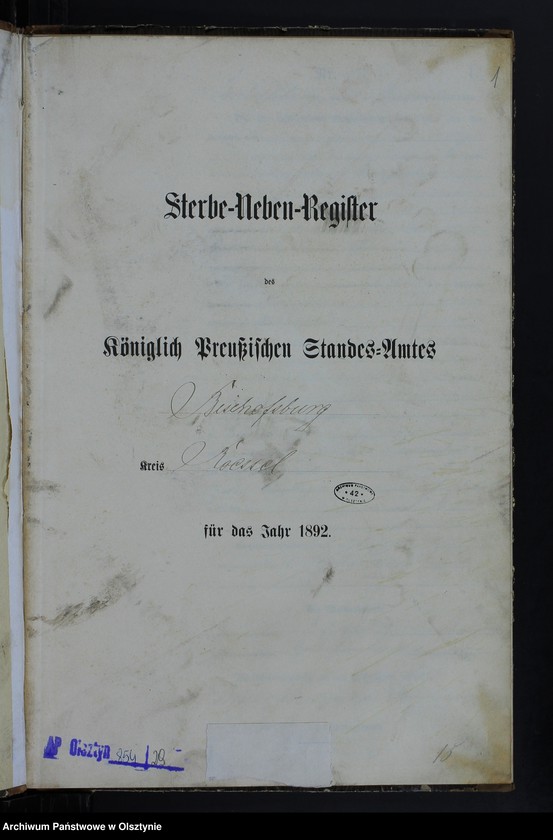 1
Sterbe-Neben-Register
des
Königlich Preußischen Standes-Amtes
Bischofsburg
Kreis Roessel
42
für das Jahr 1892.
AP Olsztyn 254/
16
Archiwum Państwowe w Olsztynie